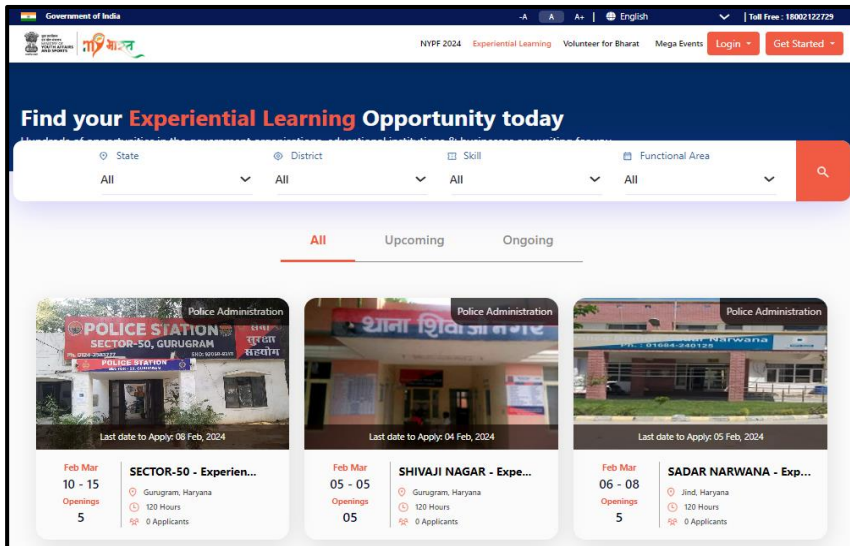 Government of India
-A A A+ | English | Toll Free : 18002122729
YOUTH AFFAIRS
AND SPORTS
NYPF 2024 Experiential Learning Volunteer for Bharat Mega Events Login Get Started
Find your Experiential Learning Opportunity today
State District Skill Functional Area
All All All All
All Upcoming Ongoing
Police Administration
POLICE STATION
SECTOR-50, GURUGRAM
सुरक्षा
सहयोग
POLICE STATION
Last date to Apply: 08 Feb, 2024
Feb Mar
10 - 15
Openings
5
SECTOR-50 - Experien...
Gurugram, Haryana
120 Hours
0 Applicants
Police Administration
थाना शिवाजी नगर
Last date to Apply: 04 Feb, 2024
Feb Mar
05 - 05
Openings
05
SHIVAJI NAGAR - Expe...
Gurugram, Haryana
120 Hours
0 Applicants
Police Administration
Narwana
Last date to Apply: 05 Feb, 2024
Feb Mar
06 - 08
Openings
5
SADAR NARWANA - Exp...
Jind, Haryana
120 Hours
0 Applicants